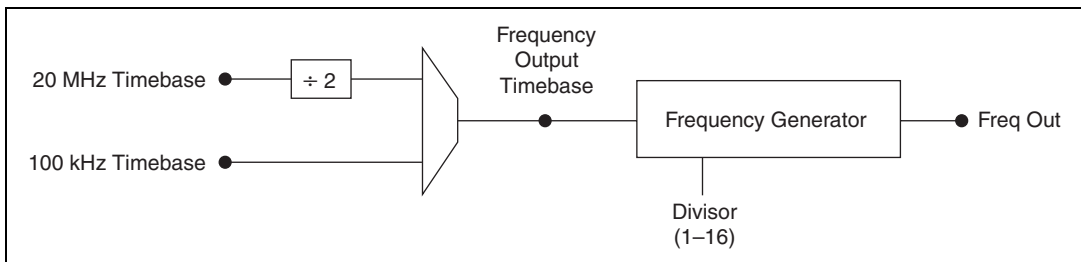 Frequency
Output
Timebase
20 MHz Timebase
÷ 2
Frequency Generator
Freq Out
100 kHz Timebase
Divisor
(1–16)